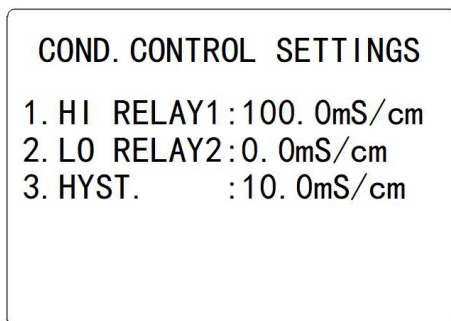 COND. CONTROL SETTINGS
1. HI RELAY1:100.0mS/cm
2. LO RELAY2:0.0mS/cm
3. HYST. :10.0mS/cm